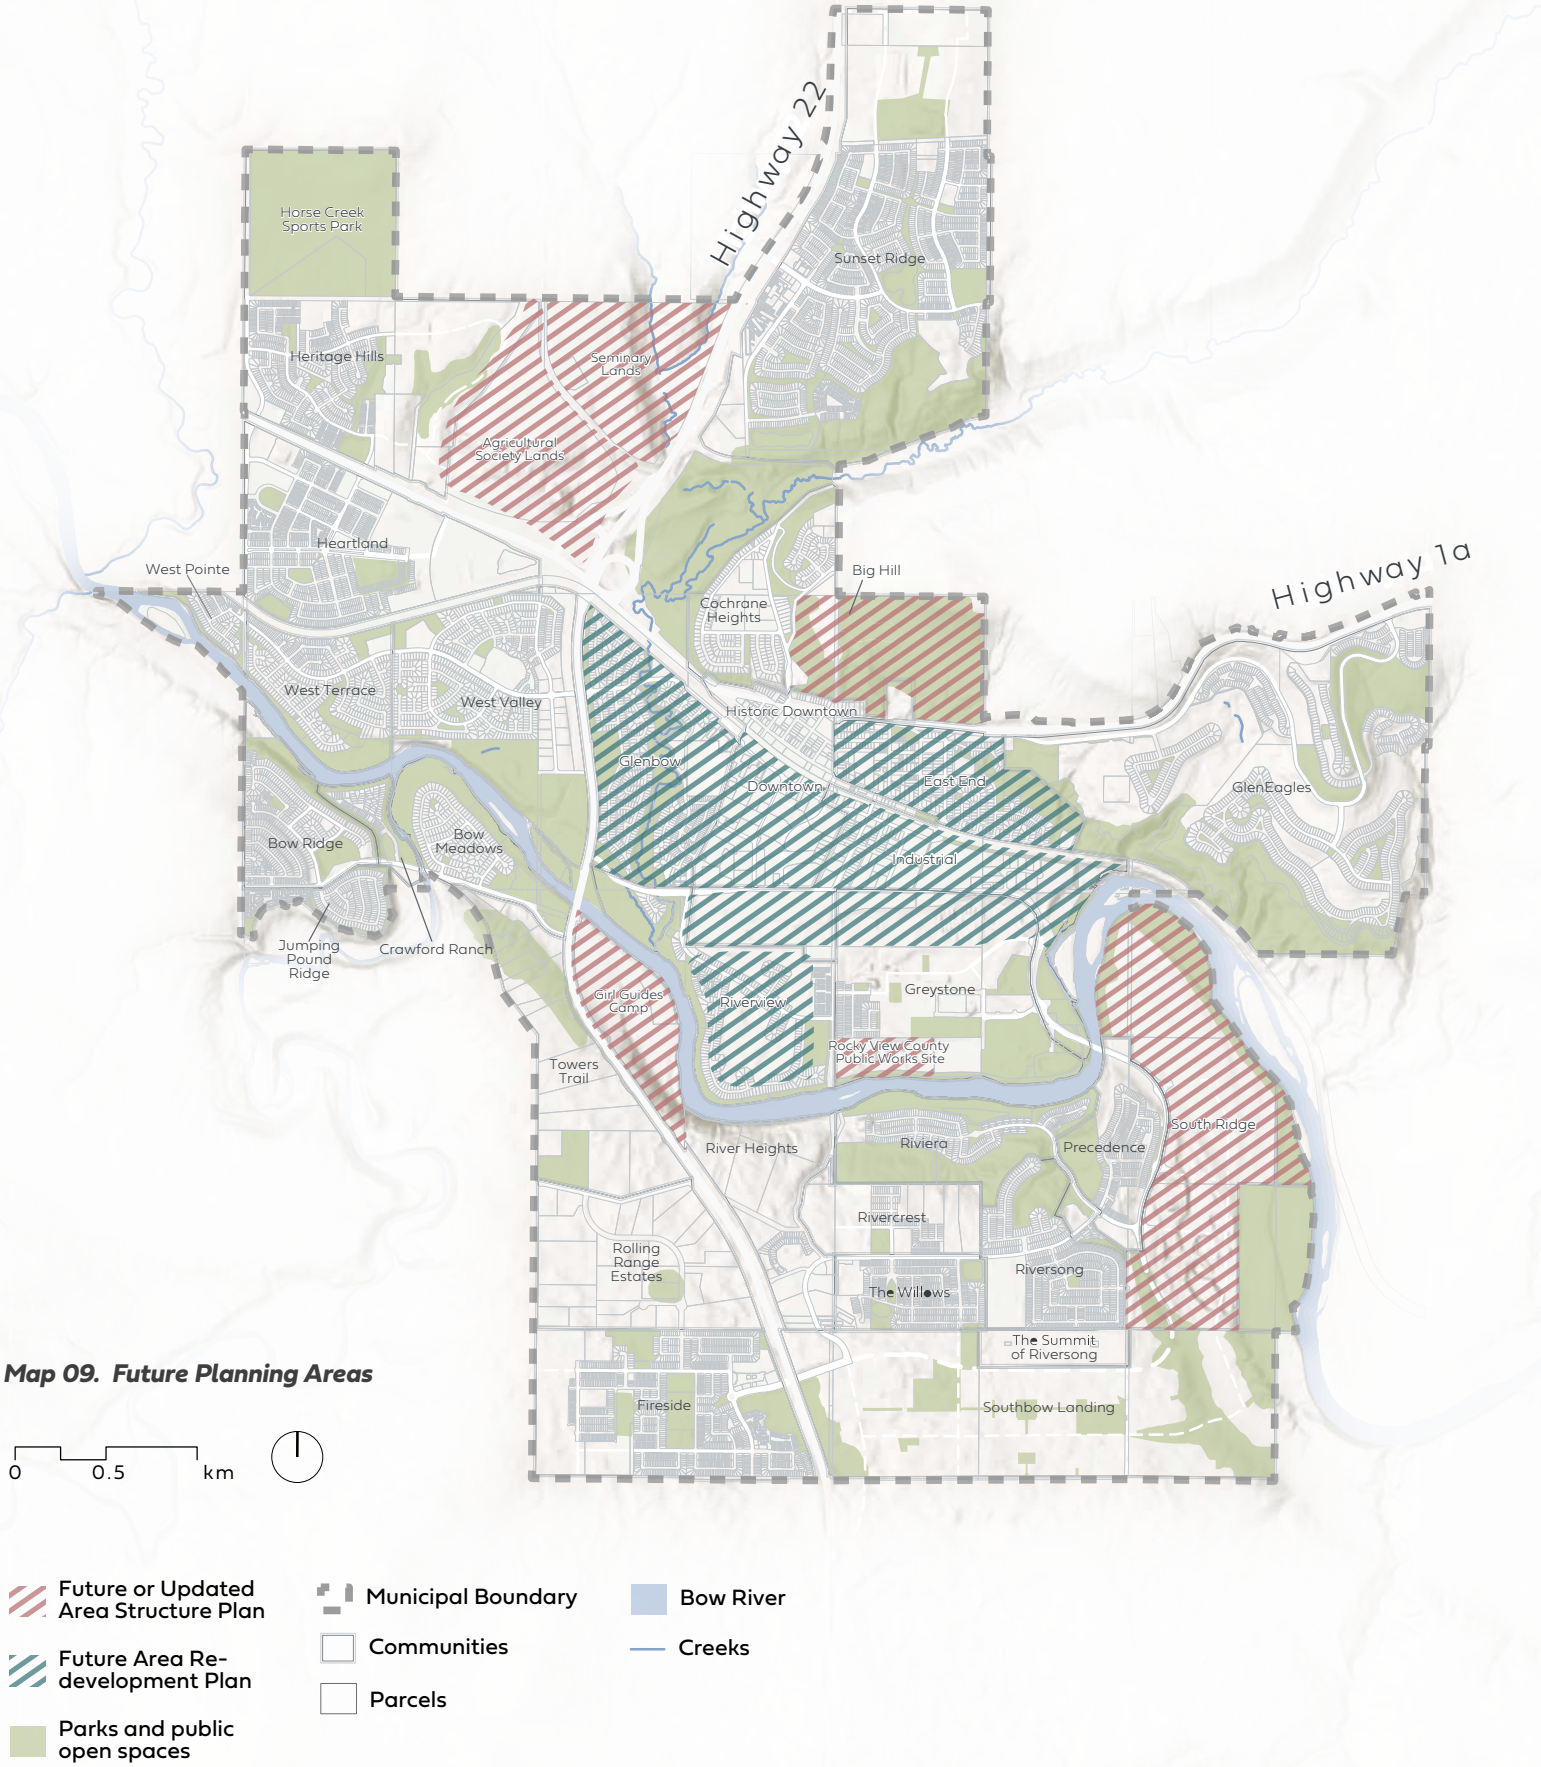 Highway 22
Horse Creek
Sports Park
Sunset Ridge
Heritage Hills
Seminary
Lands
Agricultural
Society Lands
Heartland
Highway 1a
West Pointe
Big Hill
Cochrane
Heights
West Terrace
West Valley
Historic Downtown
Glenbow
Downtown
East End
GlenEagles
Bow Ridge
Bow
Meadows
Industrial
Jumping
Pound
Ridge
Crawford Ranch
Girl Guides
Camp
Riverview
Greystone
Rocky View County
Public Works Site
Towers
Trail
River Heights
Riviera
Precedence
South Ridge
Rivercrest
Rolling
Range
Estates
Riversong
The Willows
The Summit
of Riversong
Fireside
Southbow Landing
Map 09. Future Planning Areas
0 0.5 km
Future or Updated
Area Structure Plan
Future Area Re-
development Plan
Parks and public
open spaces
Municipal Boundary
Communities
Parcels
Bow River
Creeks